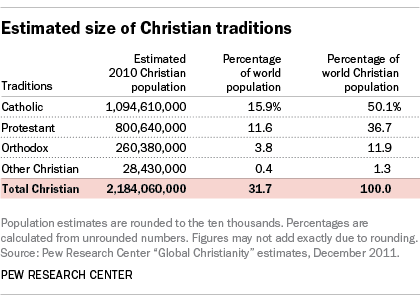 Estimated size of Christian traditions
Traditions Estimated 2010 Christian population Percentage of world population Percentage of world Christian population
Catholic 1,094,610,000 15.9% 50.1%
Protestant 800,640,000 11.6 36.7
Orthodox 260,380,000 3.8 11.9
Other Christian 28,430,000 0.4 1.3
Total Christian 2,184,060,000 31.7 100.0
Population estimates are rounded to the ten thousands. Percentages are
calculated from unrounded numbers. Figures may not add exactly due to rounding.
Source: Pew Research Center “Global Christianity” estimates, December 2011.
PEW RESEARCH CENTER